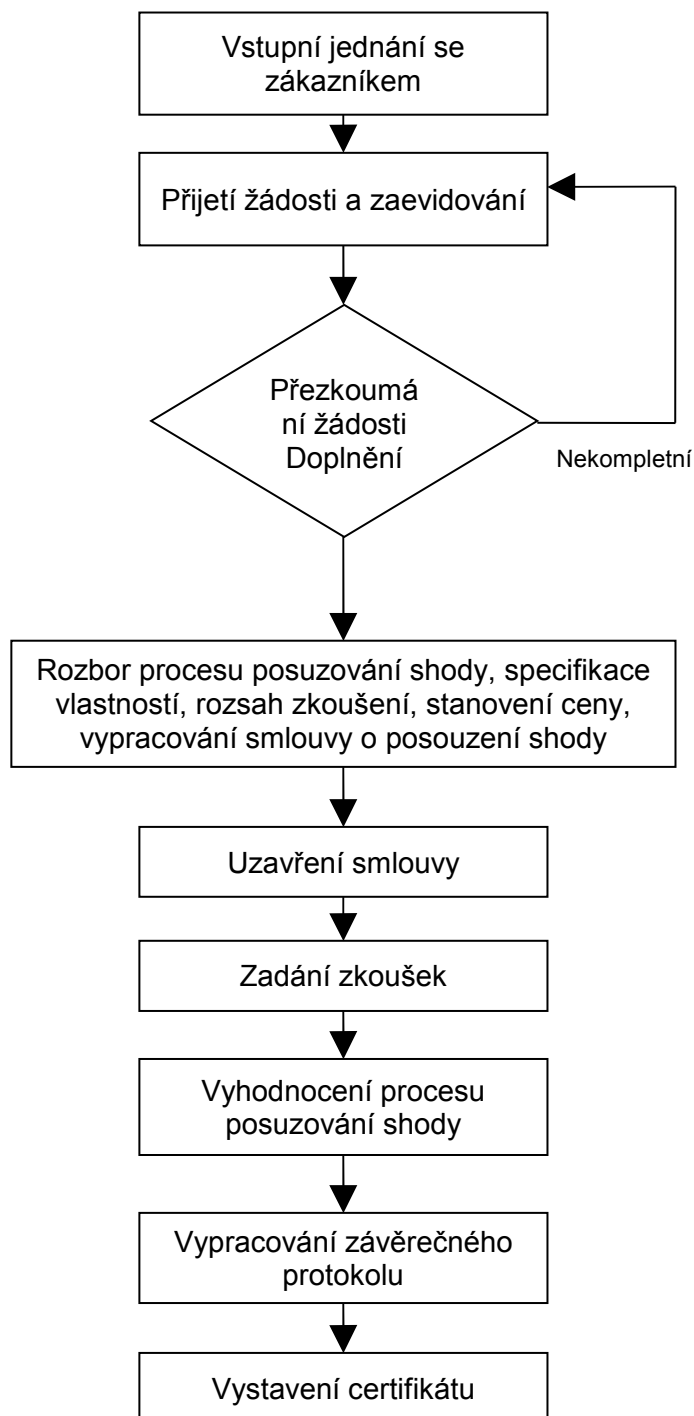 Vstupní jednání se
zákazníkem
Přijetí žádosti a zaevidování
Přezkoumá
ní žádosti
Doplnění
Nekompletní
Rozbor procesu posuzování shody, specifikace
vlastností, rozsah zkoušení, stanovení ceny,
vypracování smlouvy o posouzení shody
Uzavření smlouvy
Zadání zkoušek
Vyhodnocení procesu
posuzování shody
Vypracování závěrečného
protokolu
Vystavení certifikátu